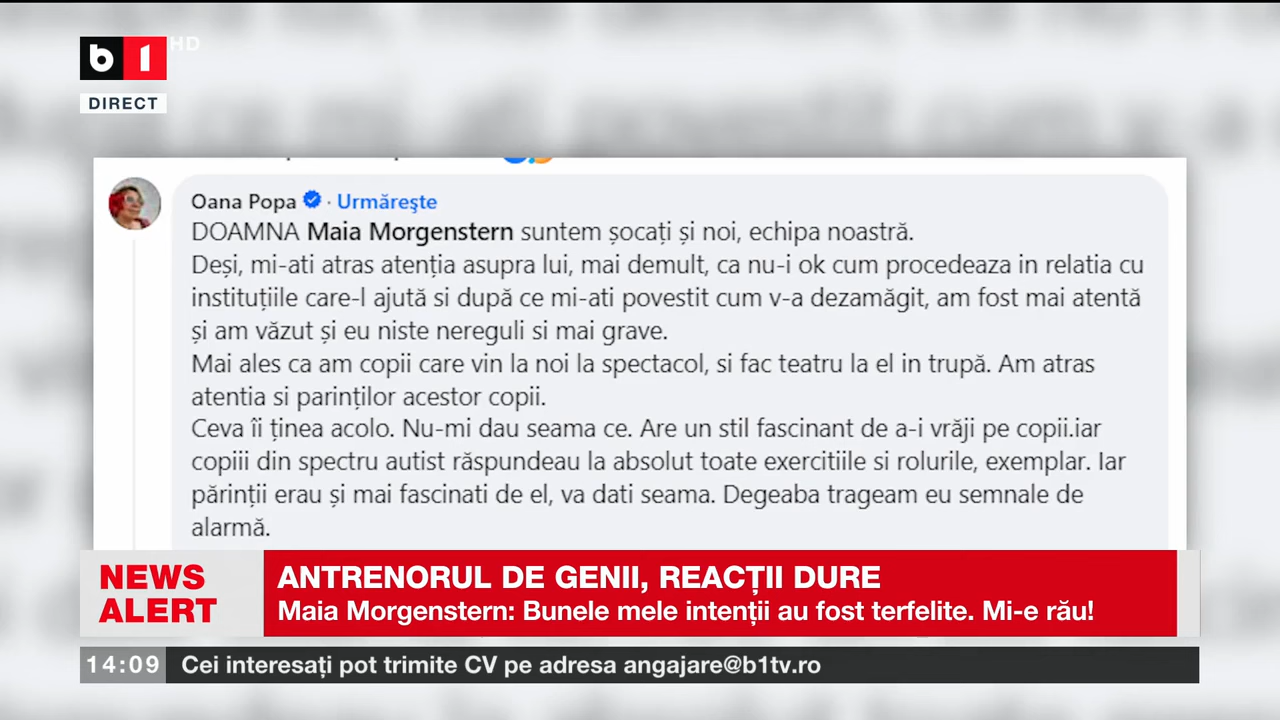 b1 HD
DIRECT
Oana Popa · Urmărește
DOAMNA Maia Morgenstern suntem șocați și noi, echipa noastră.
Deși, mi-ati atras atenția asupra lui, mai demult, ca nu-i ok cum procedeaza in relatia cu
instituțiile care-l ajută si după ce mi-ati povestit cum v-a dezamăgit, am fost mai atentă
și am văzut și eu niste nereguli si mai grave.
Mai ales ca am copii care vin la noi la spectacol, si fac teatru la el in trupă. Am atras
atentia si parinților acestor copii.
Ceva îi ținea acolo. Nu-mi dau seama ce. Are un stil fascinant de a-i vrăji pe copii.iar
copiii din spectru autist răspundeau la absolut toate exercitiile si rolurile, exemplar. Iar
părinții erau și mai fascinati de el, va dati seama. Degeaba trageam eu semnale de
alarmă.
NEWS ALERT
ANTRENORUL DE GENII, REACȚII DURE
Maia Morgenstern: Bunele mele intenții au fost terfelite. Mi-e rău!
14:09 Cei interesați pot trimite CV pe adresa angajare@b1tv.ro